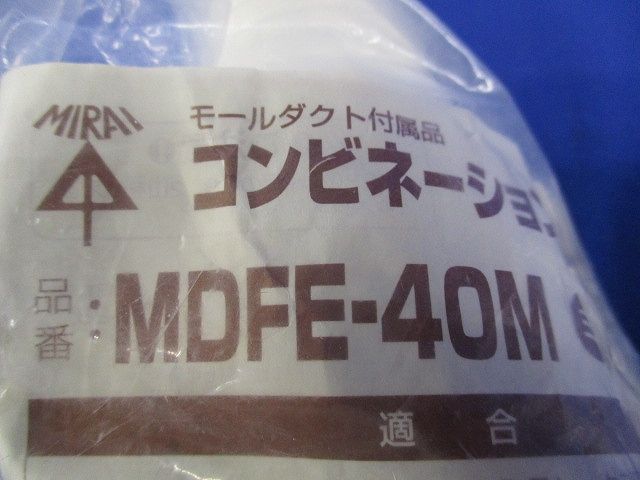 MIRAI
モールダクト付属品
コンビネーション
品番: MDFE-40M
適合